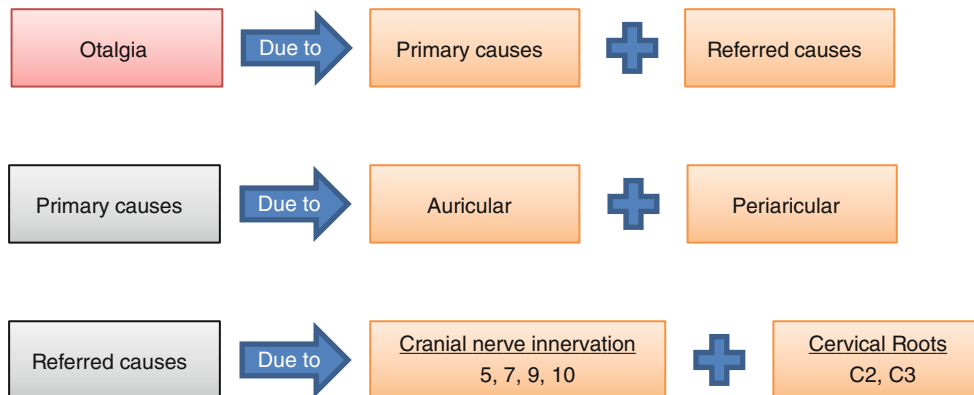 Otalgia
Due to
Primary causes
Referred causes
Primary causes
Due to
Auricular
Periaricular
Referred causes
Due to
Cranial nerve innervation
5, 7, 9, 10
Cervical Roots
C2, C3